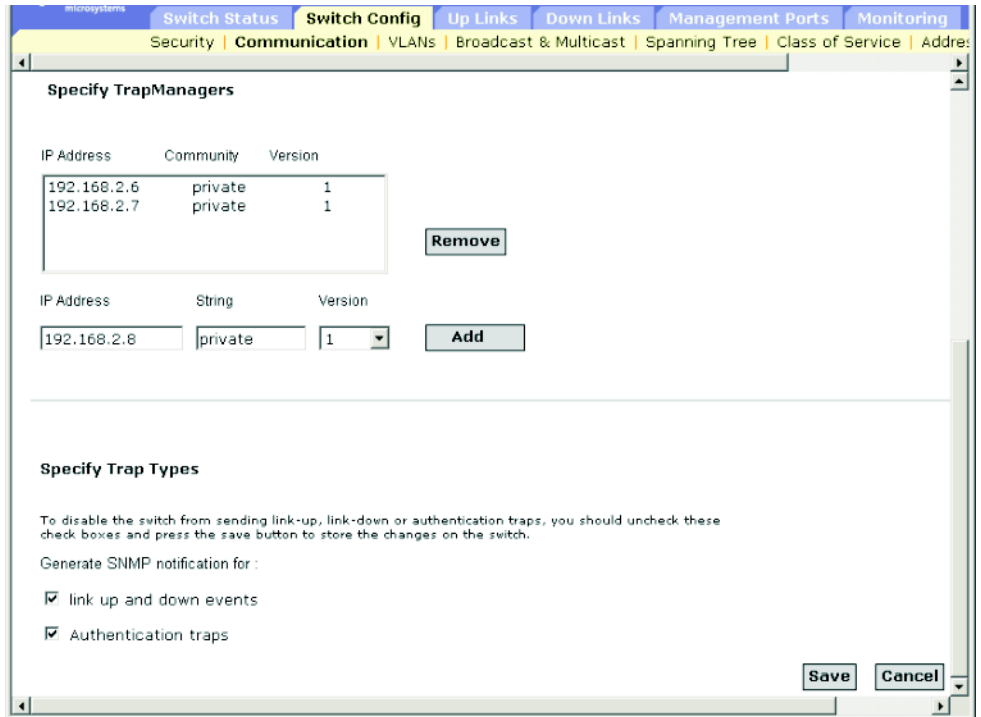 microsystems
Switch Status Switch Config Up Links Down Links Management Ports Monitoring
Security | Communication | VLANs | Broadcast & Multicast | Spanning Tree | Class of Service | Addres
Specify TrapManagers
IP Address Community Version
192.168.2.6 private 1
192.168.2.7 private 1
Remove
IP Address String Version
192.168.2.8 private 1 Add
Specify Trap Types
To disable the switch from sending link-up, link-down or authentication traps, you should uncheck these
check boxes and press the save button to store the changes on the switch.
Generate SNMP notification for :
link up and down events
Authentication traps
Save Cancel